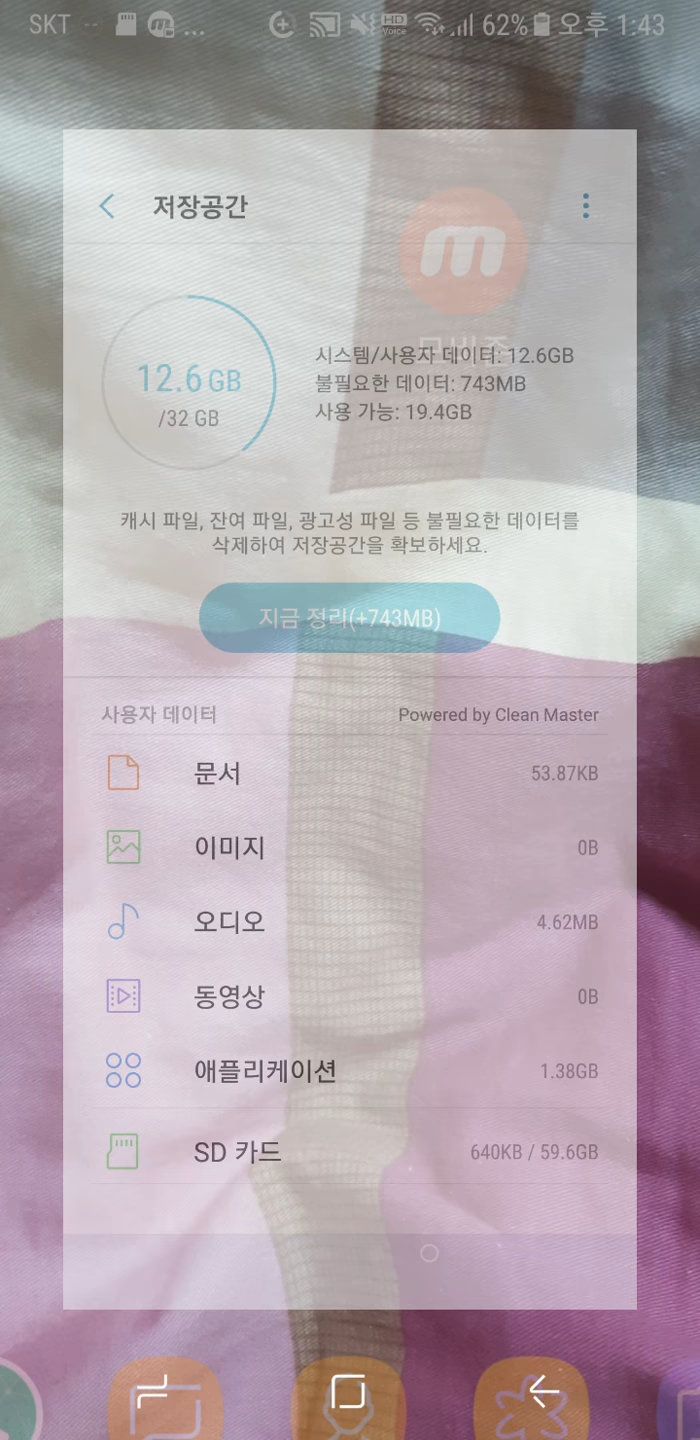 SKT -- ... HD Voice 62% 오후 1:43
저장공간
m
모비즌
12.6 GB
/32 GB
시스템/사용자 데이터: 12.6GB
불필요한 데이터: 743MB
사용 가능: 19.4GB
캐시 파일, 잔여 파일, 광고성 파일 등 불필요한 데이터를
삭제하여 저장공간을 확보하세요.
지금 정리(+743MB)
사용자 데이터 Powered by Clean Master
문서 53.87KB
이미지 0B
오디오 4.62MB
동영상 0B
애플리케이션 1.38GB
SD 카드 640KB / 59.6GB